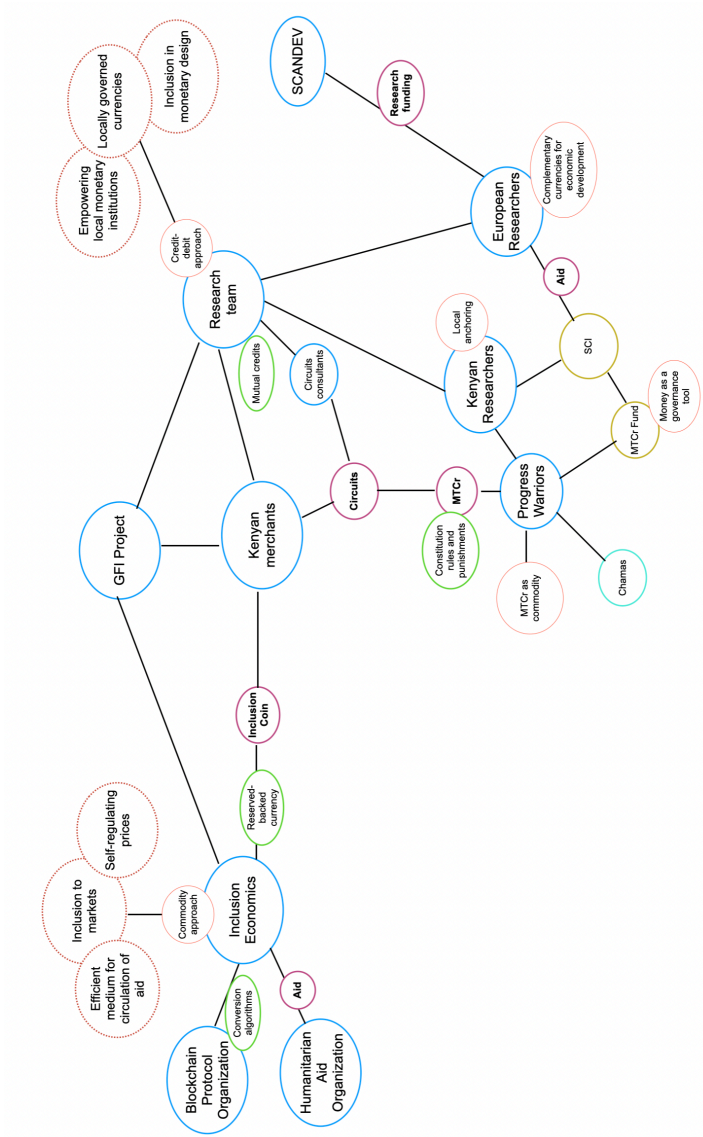 Efficient
medium for
circulation of
aid
Inclusion to
markets
Self-regulating
prices
Commodity
approach
Blockchain
Protocol
Organization
Conversion
algorithms
Humanitarian
Aid
Organization
Aid
Inclusion
Economics
Reserved-
backed
currency
Inclusion
Coin
GFI Project
Kenyan
merchants
Empowering
local monetary
institutions
Locally governed
currencies
Inclusion in
monetary design
Credit-
debit
approach
Research
team
Mutual credits
Circuits
consultants
Circuits
MTCr
Constitution
rules and
punishments
MTCr as
commodity
Chamas
Progress
Warriors
Kenyan
Researchers
Local
anchoring
MTCr Fund
Money as a
governance
tool
SCI
Aid
European
Researchers
Complementary
currencies for
economic
development
Research
funding
SCANDEV